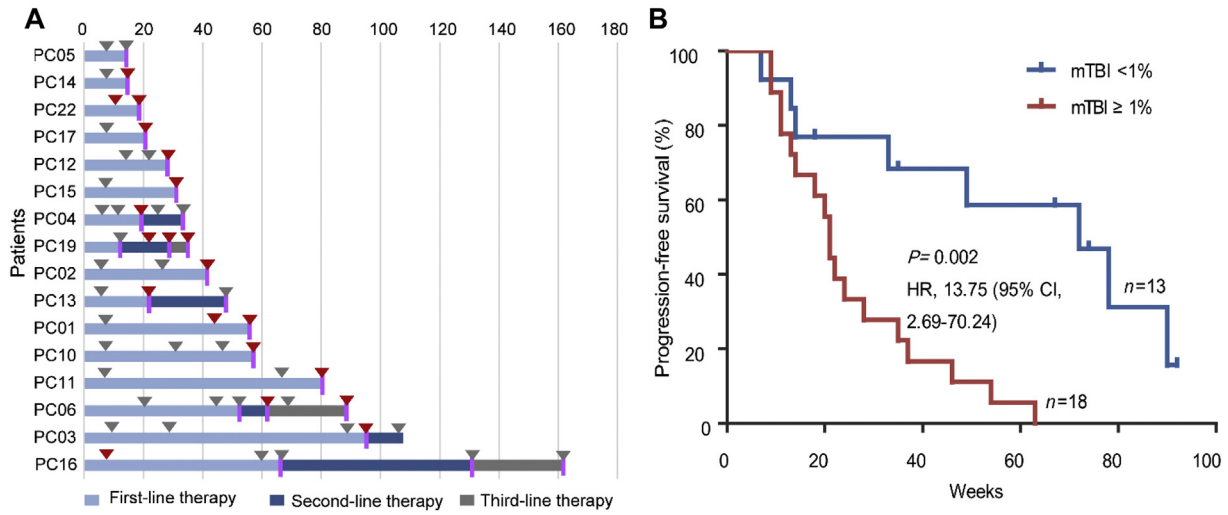 A
0 20 40 60 80 100 120 140 160 180
Patients
PC05
PC14
PC22
PC17
PC12
PC15
PC04
PC19
PC02
PC13
PC01
PC10
PC11
PC06
PC03
PC16
First-line therapy Second-line therapy Third-line therapy
B
Progression-free survival (%)
100
80
60
40
20
0
mTBI <1%
mTBI ≥ 1%
P= 0.002
HR, 13.75 (95% CI,
2.69-70.24)
n=13
n=18
0 20 40 60 80 100
Weeks